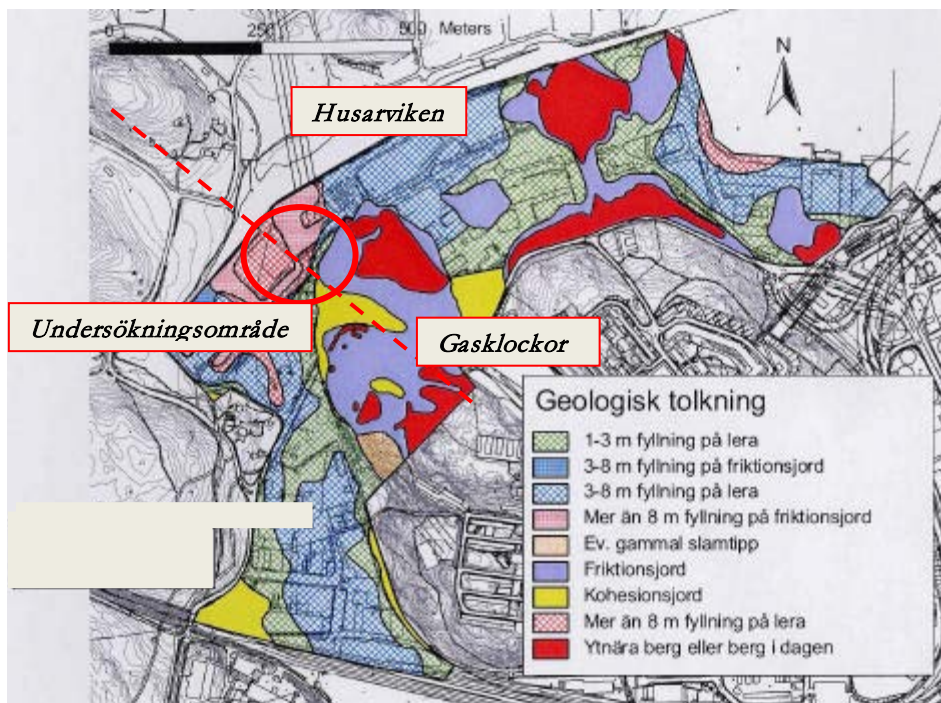 0 250 500 Meters
N
Husarviken
Undersökningsområde
Gasklockor
Geologisk tolkning
1-3 m fyllning på lera
3-8 m fyllning på friktionsjord
3-8 m fyllning på lera
Mer än 8 m fyllning på friktionsjord
Ev. gammal slamtipp
Friktionsjord
Kohesionsjord
Mer än 8 m fyllning på lera
Ytnära berg eller berg i dagen